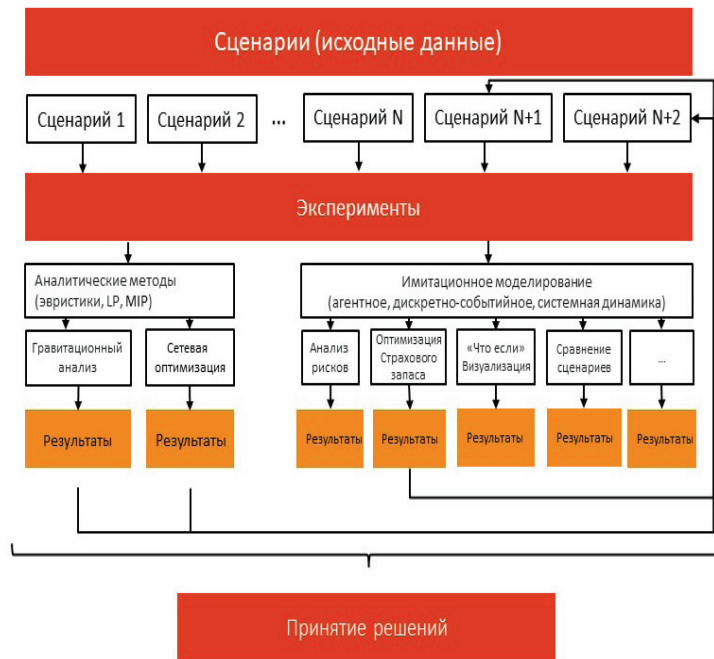 Сценарии (исходные данные)
Сценарий 1
Сценарий 2
...
Сценарий N
Сценарий N+1
Сценарий N+2
Эксперименты
Аналитические методы
(эвристики, LP, MIP)
Имитационное моделирование
(агентное, дискретно-событийное, системная динамика)
Гравитационный
анализ
Сетевая
оптимизация
Анализ
рисков
Оптимизация
Страхового
запаса
«Что если»
Визуализация
Сравнение
сценариев
...
Результаты
Результаты
Результаты
Результаты
Результаты
Результаты
Результаты
Принятие решений